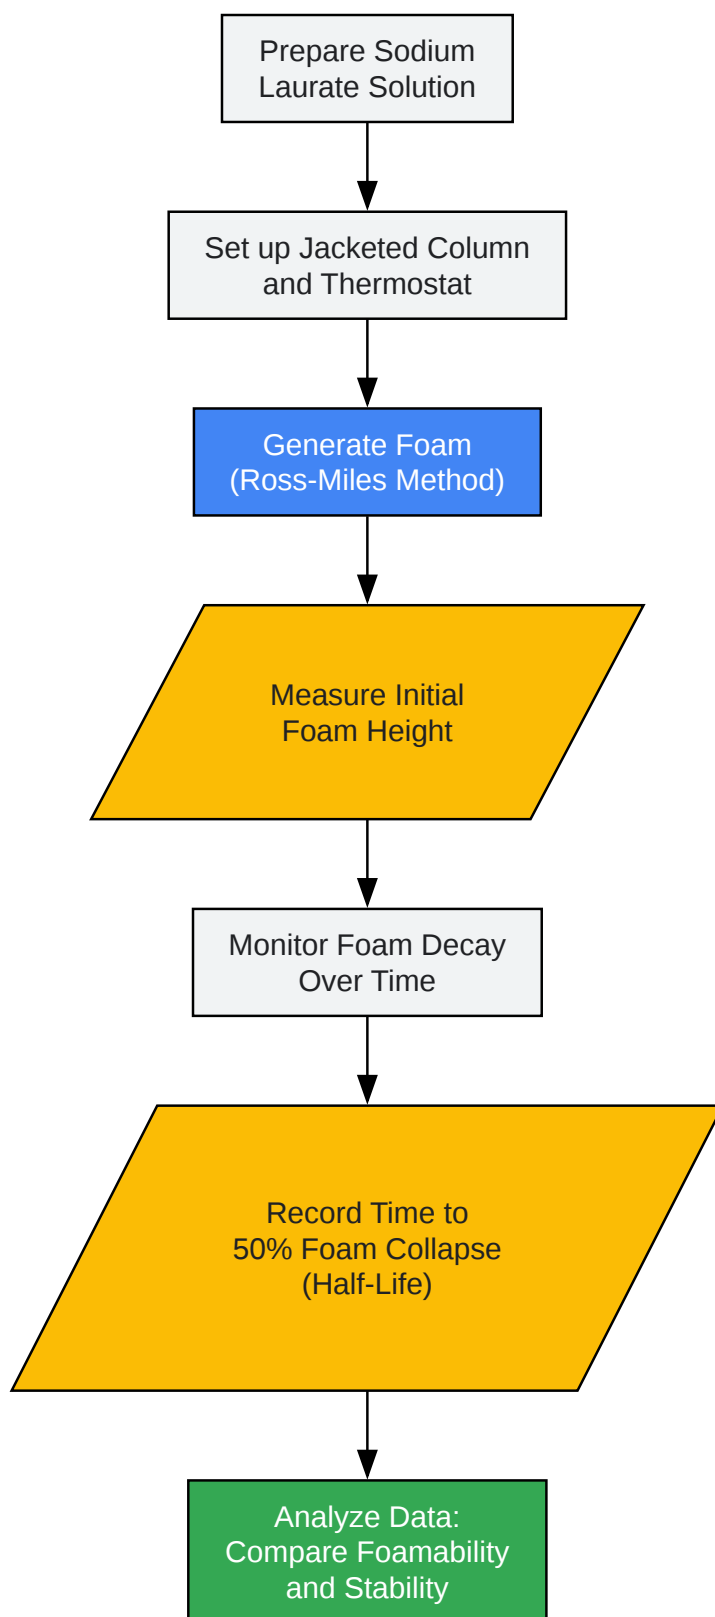 Prepare Sodium
Laurate Solution
Set up Jacketed Column
and Thermostat
Generate Foam
(Ross-Miles Method)
Measure Initial
Foam Height
Monitor Foam Decay
Over Time
Record Time to
50% Foam Collapse
(Half-Life)
Analyze Data:
Compare Foamability
and Stability